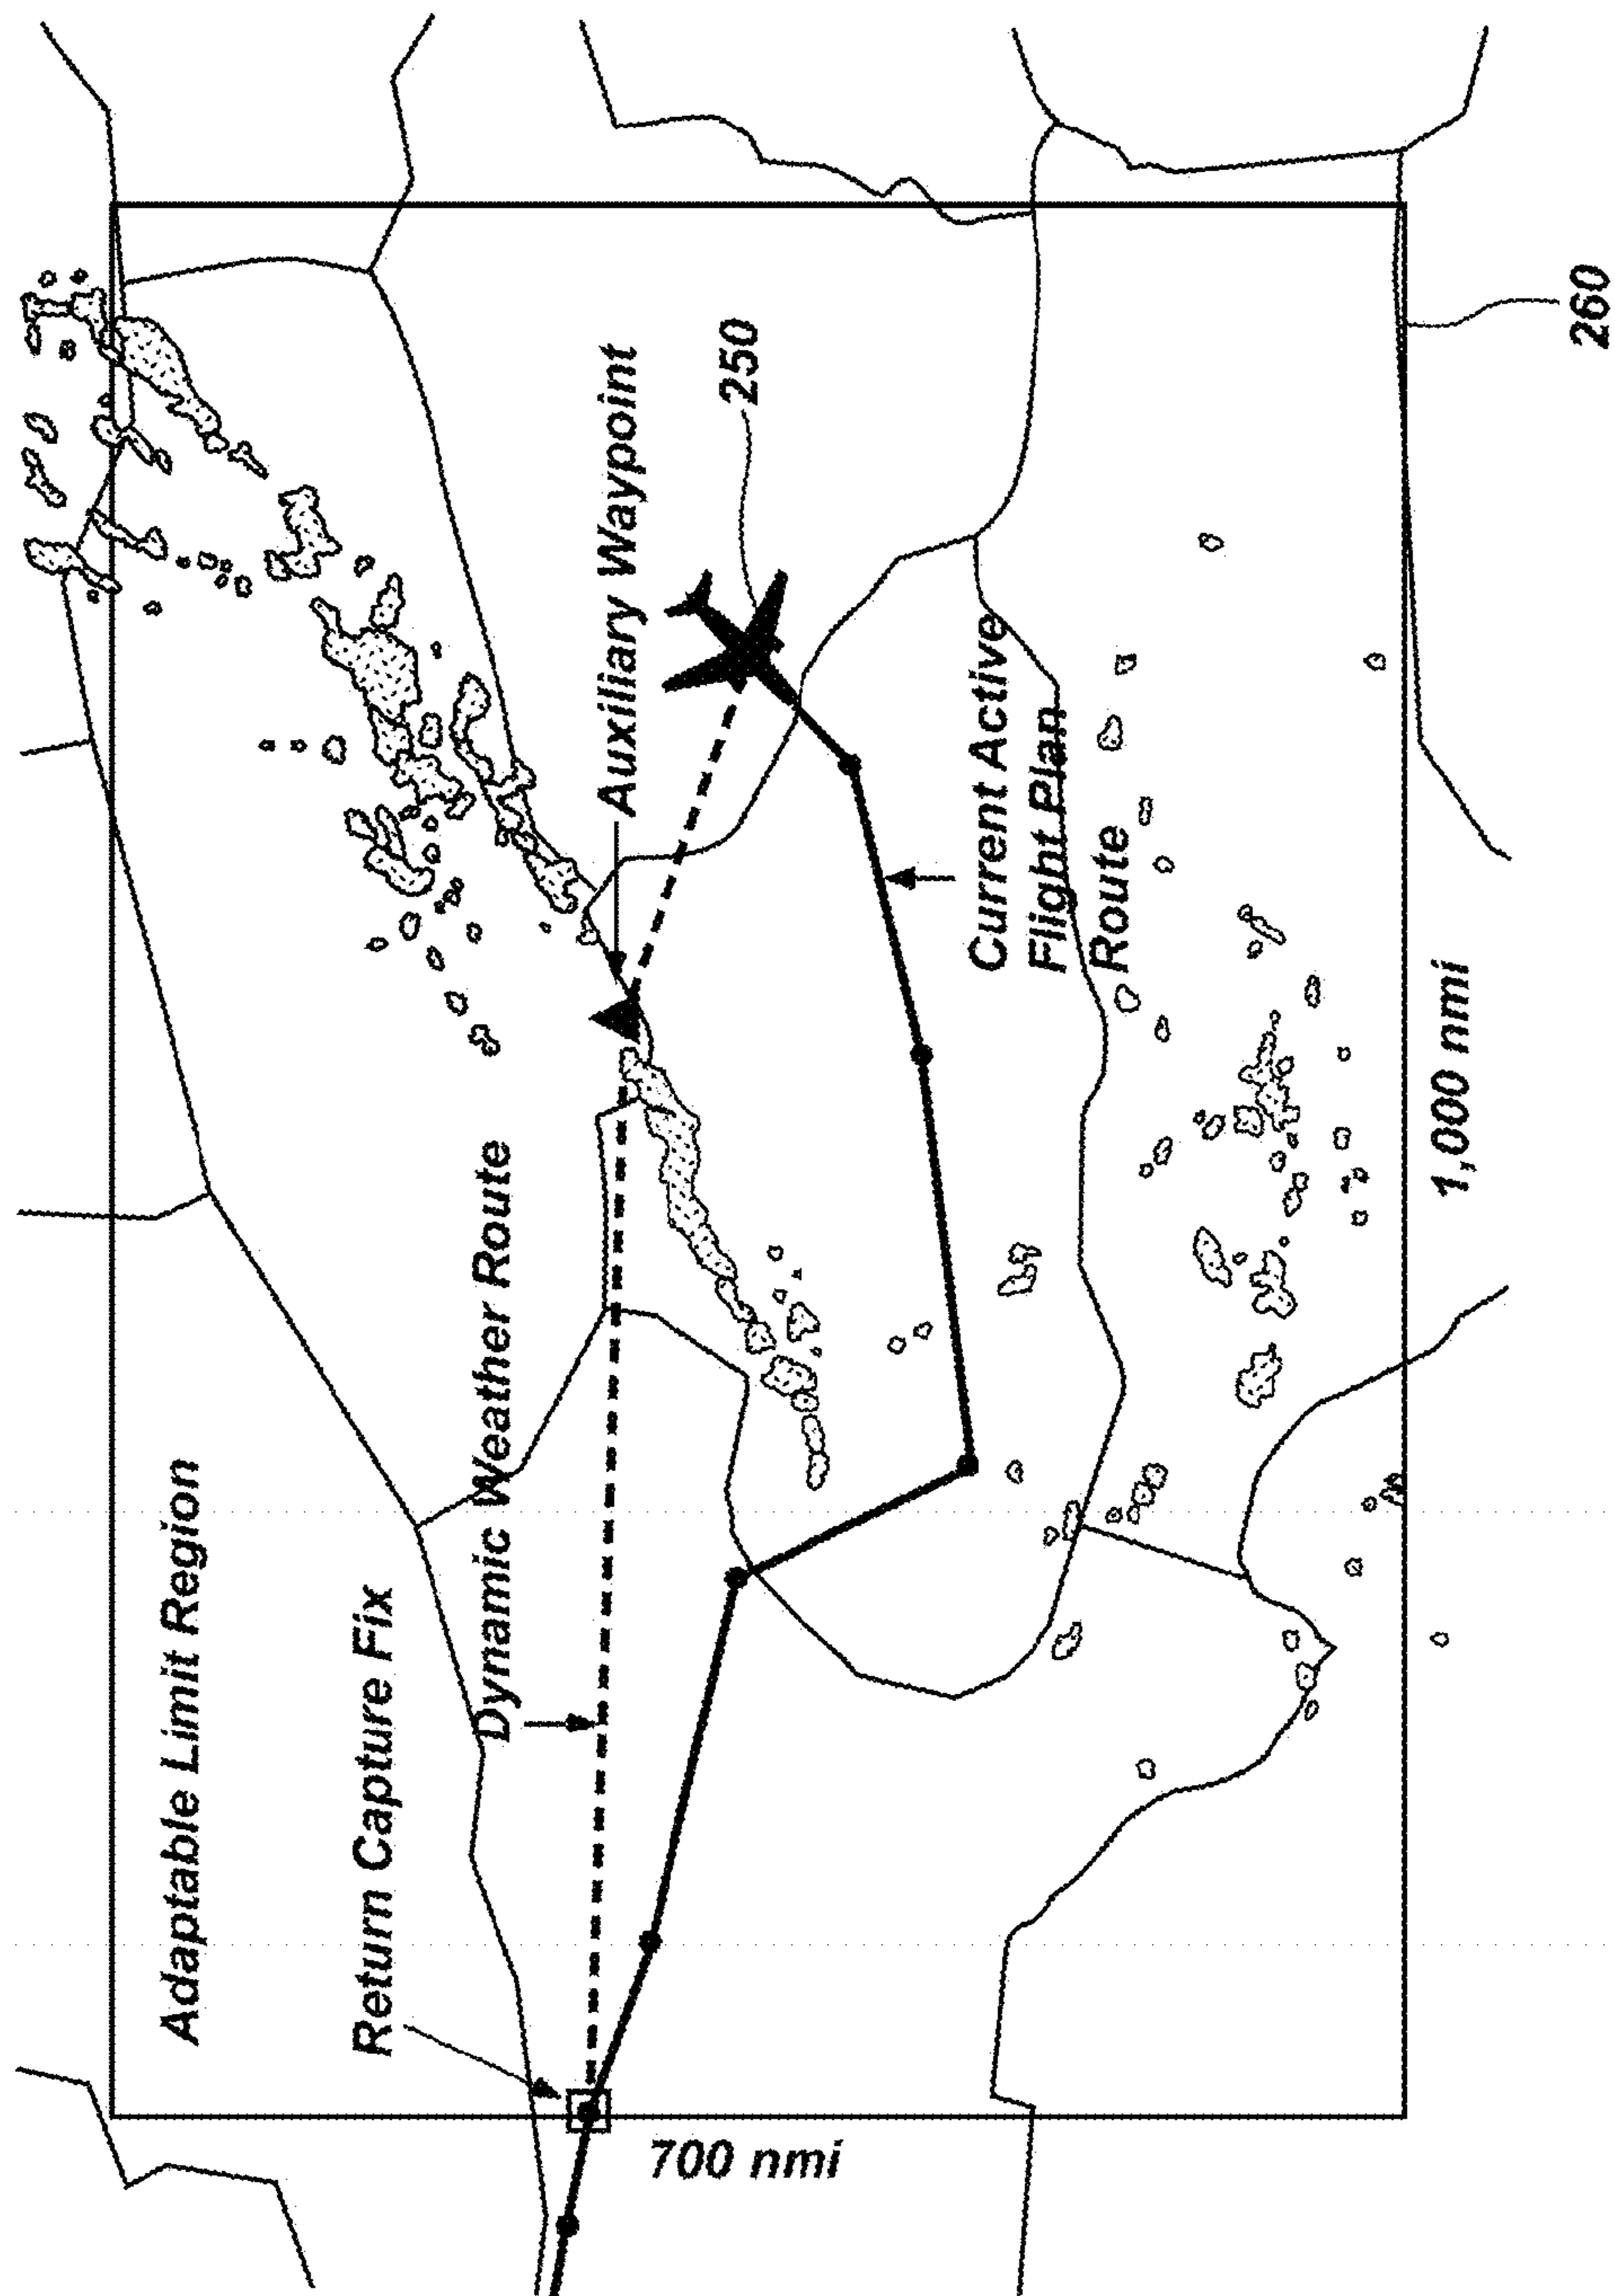 Adaptable Limit Region
Return Capture Fix
Dynamic Weather Route
Auxiliary Waypoint
250
Current Active
Flight Plan
Route
700 nmi
1,000 nmi
260